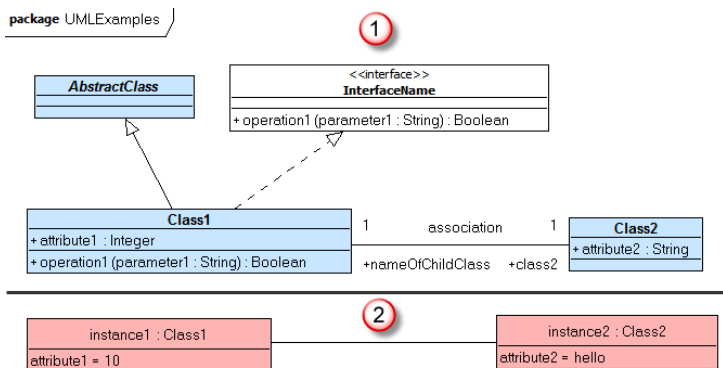 package UMLExamples
1
AbstractClass
<<interface>>
InterfaceName
+ operation1 (parameter1 : String) : Boolean
Class1
+ attribute1 : Integer
+ operation1 (parameter1 : String) : Boolean
1 association 1
+nameOfChildClass +class2
Class2
+ attribute2 : String
2
instance1 : Class1
attribute1 = 10
instance2 : Class2
attribute2 = hello